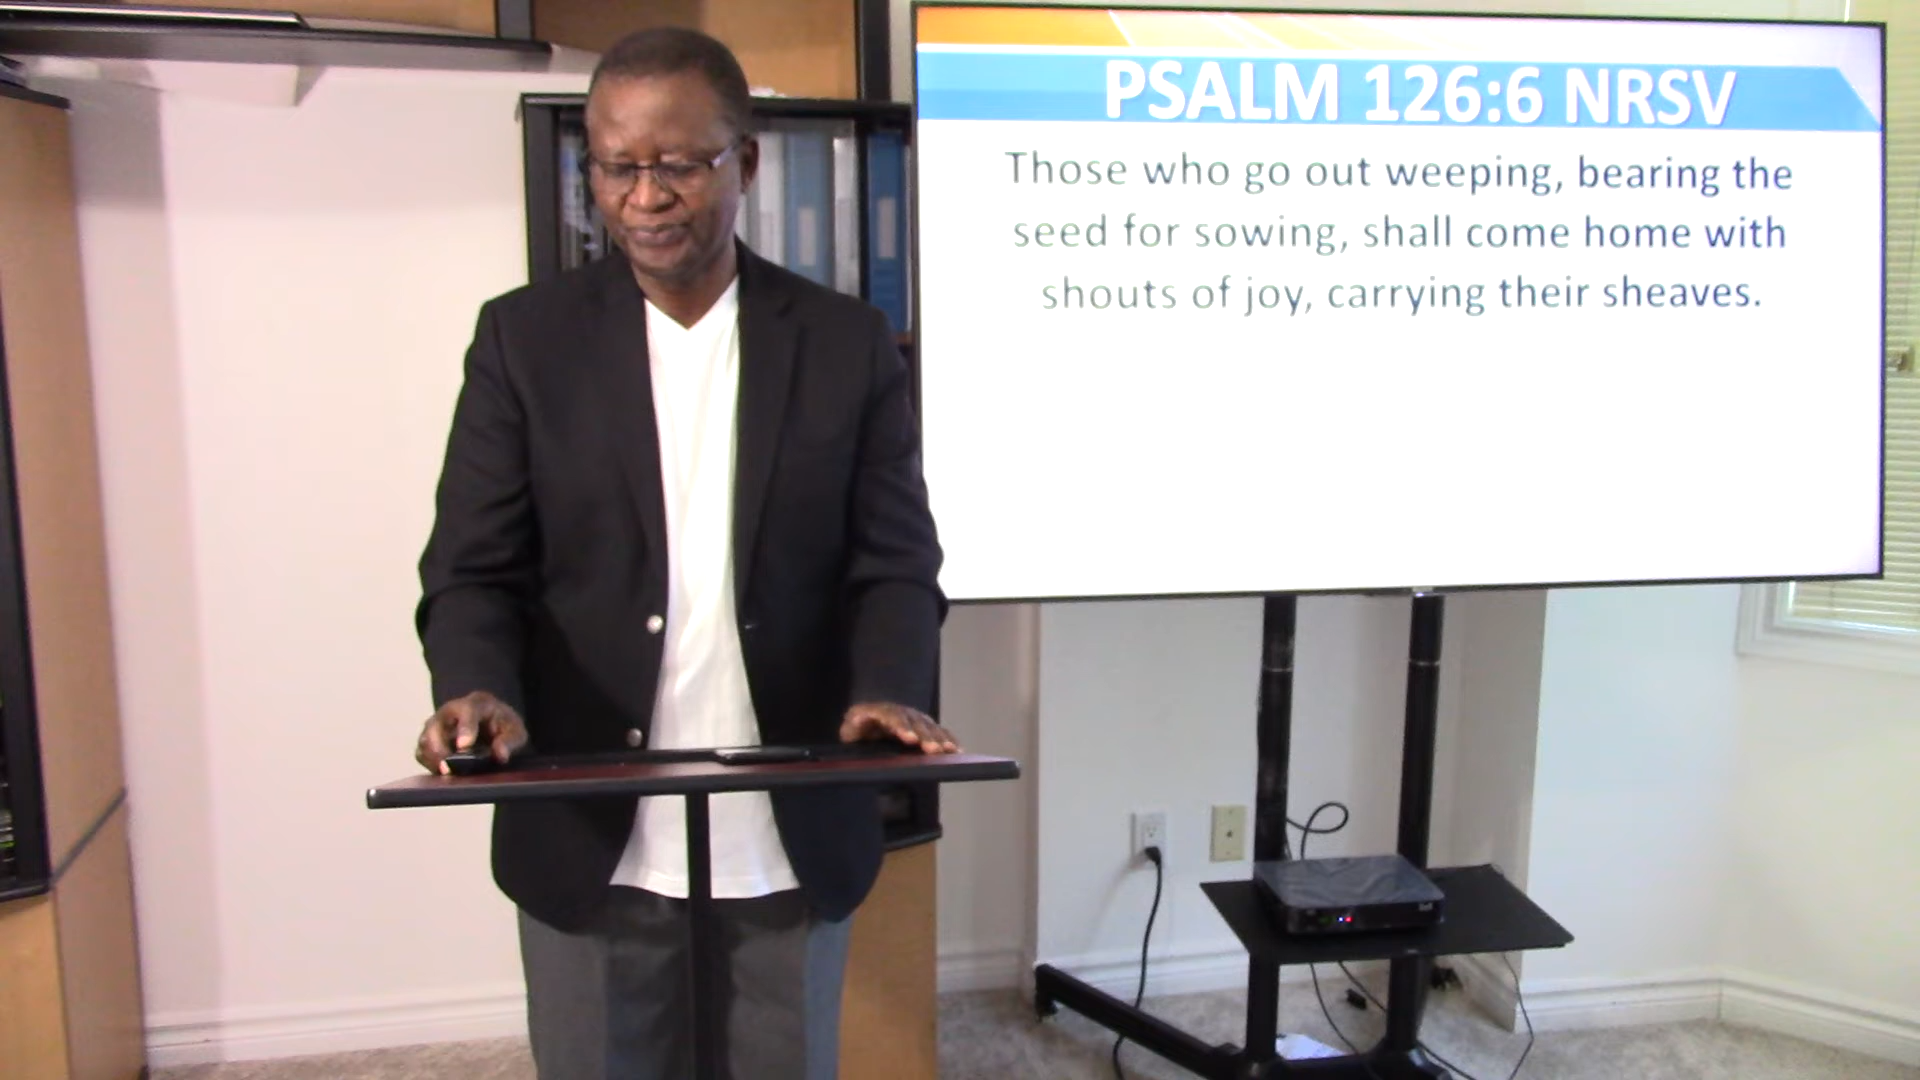 PSALM 126:6 NRSV
Those who go out weeping, bearing the
seed for sowing, shall come home with
shouts of joy, carrying their sheaves.